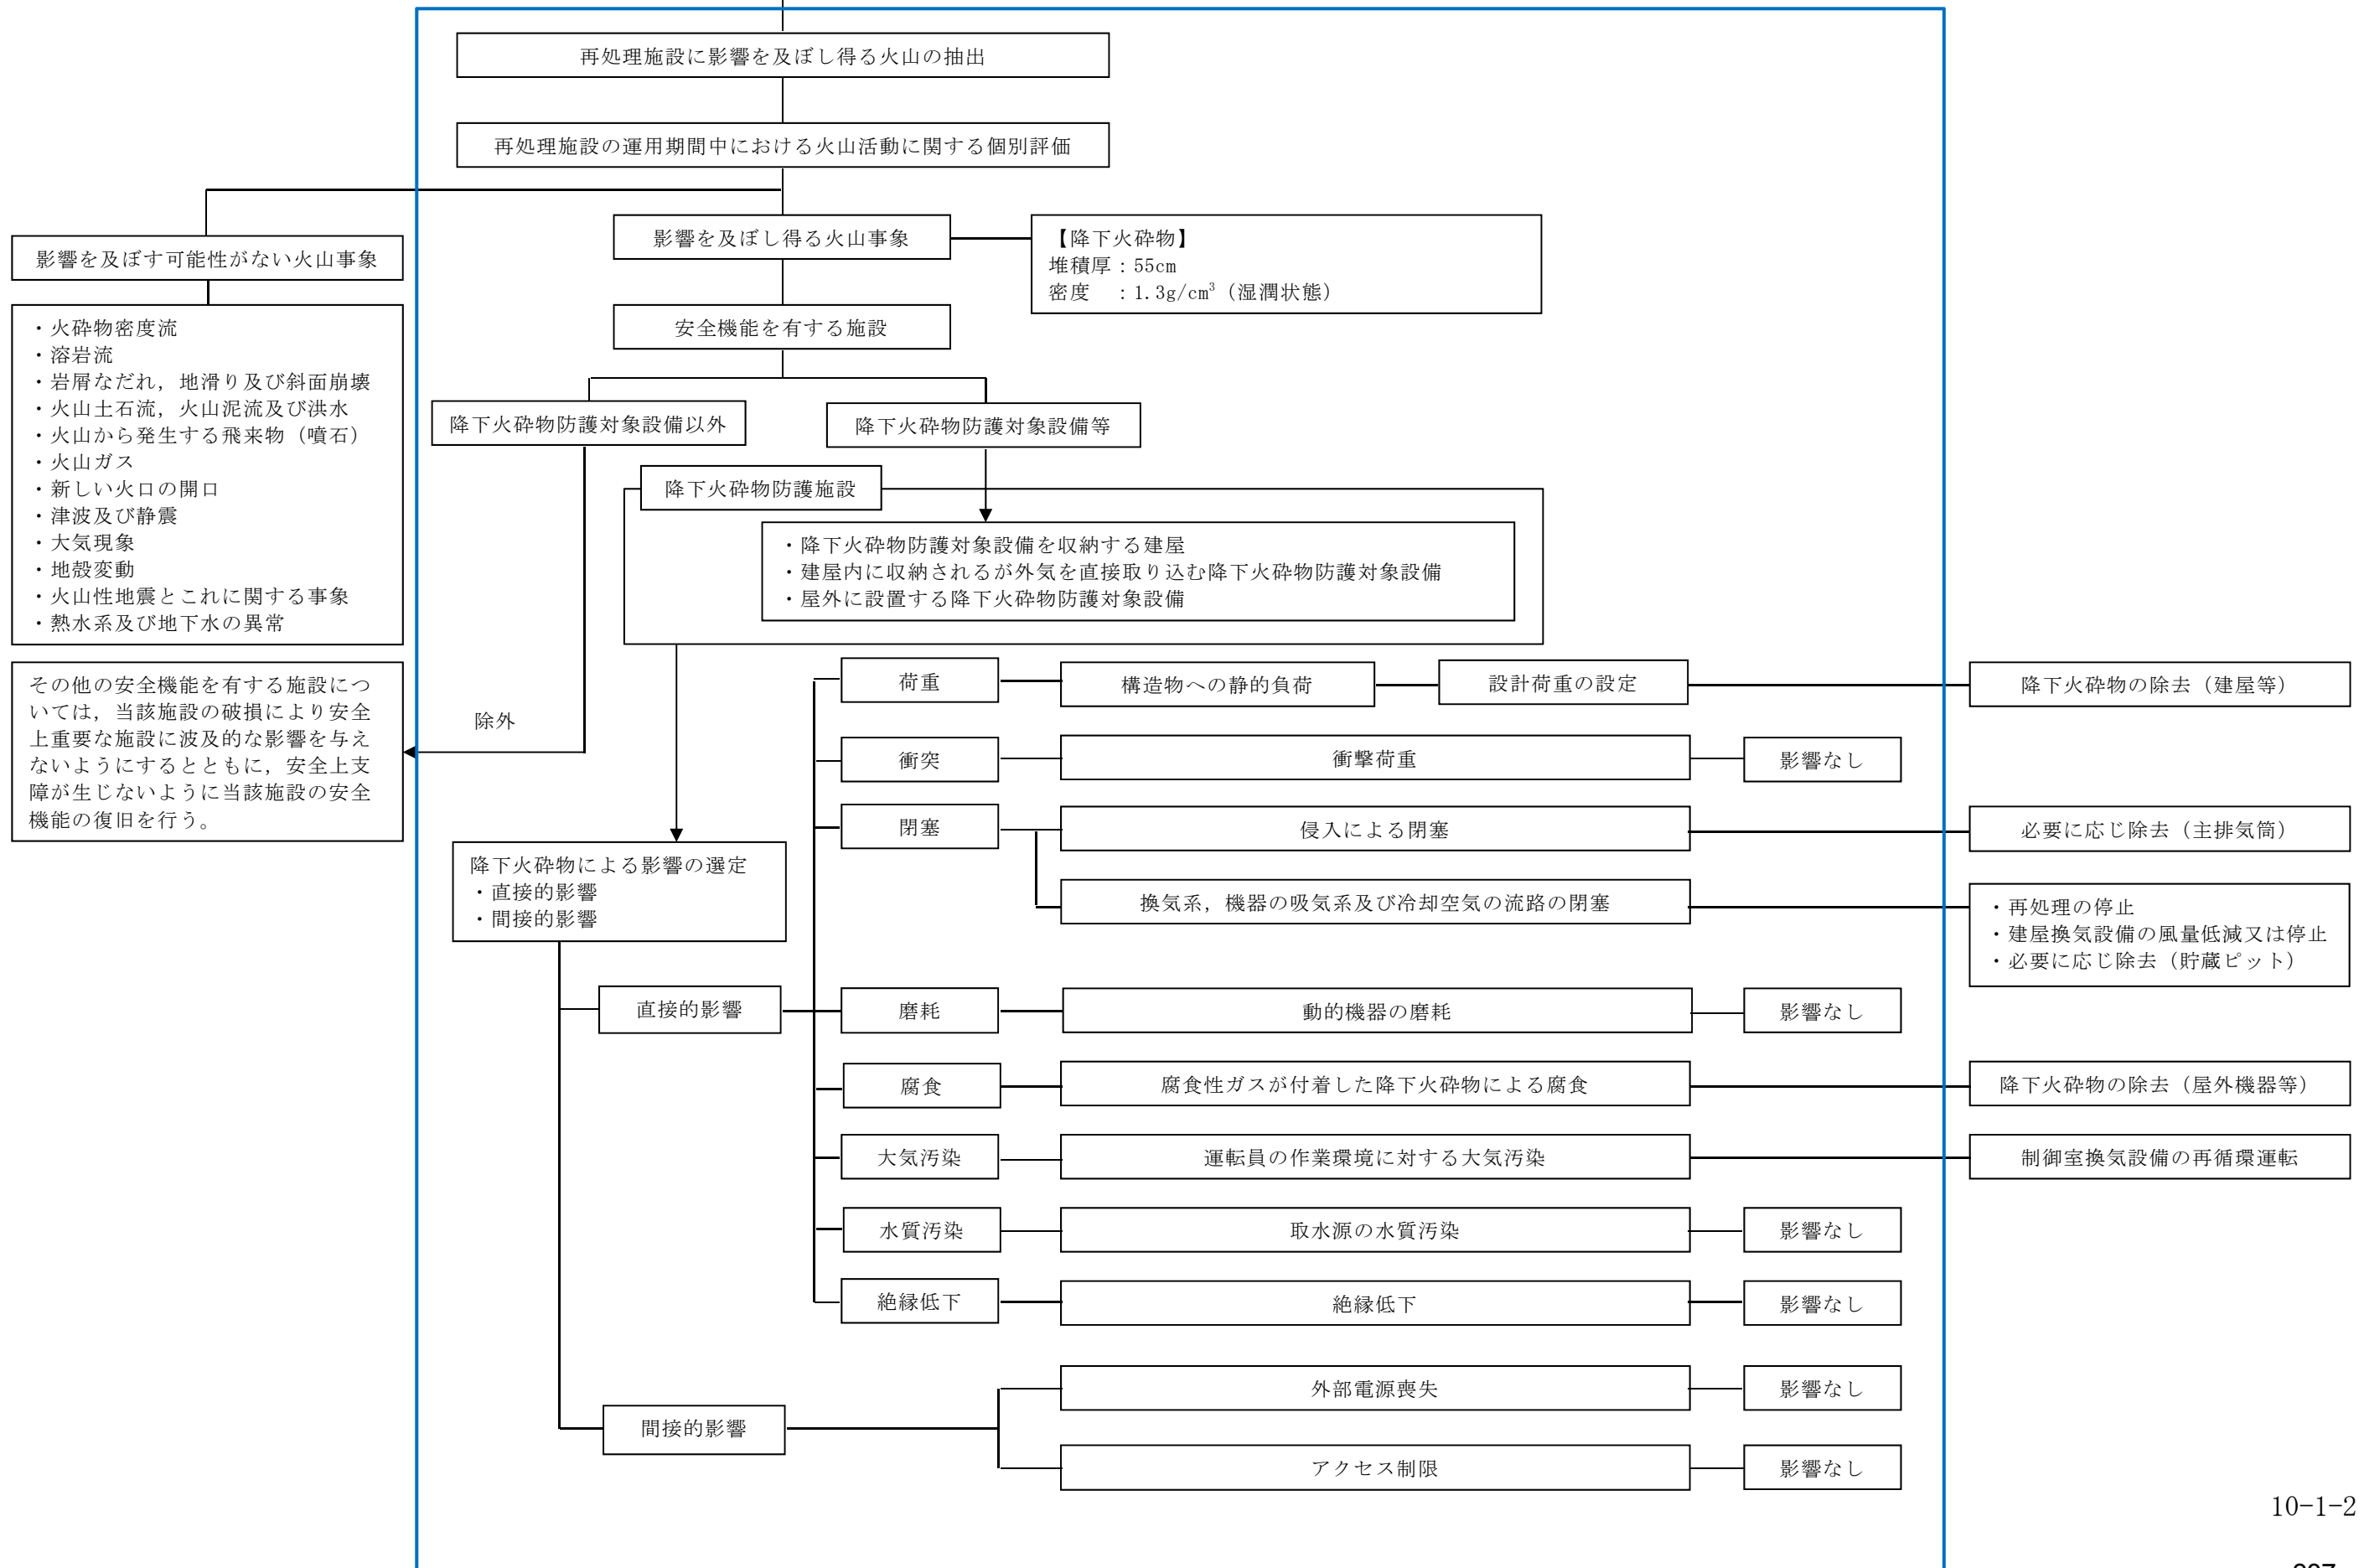 再処理施設に影響を及ぼし得る火山の抽出
再処理施設の運用期間中における火山活動に関する個別評価
影響を及ぼす可能性がない火山事象
・火砕物密度流
・溶岩流
・岩屑なだれ，地滑り及び斜面崩壊
・火山土石流，火山泥流及び洪水
・火山から発生する飛来物（噴石）
・火山ガス
・新しい火口の開口
・津波及び静震
・大気現象
・地殻変動
・火山性地震とこれに関する事象
・熱水系及び地下水の異常
影響を及ぼし得る火山事象
【降下火砕物】
堆積厚：55cm
密度　：1.3g/cm³（湿潤状態）
安全機能を有する施設
降下火砕物防護対象設備以外
降下火砕物防護対象設備等
降下火砕物防護施設
・降下火砕物防護対象設備を収納する建屋
・建屋内に収納されるが外気を直接取り込む降下火砕物防護対象設備
・屋外に設置する降下火砕物防護対象設備
除外
その他の安全機能を有する施設につ
いては，当該施設の破損により安全
上重要な施設に波及的な影響を与え
ないようにするとともに，安全上支
障が生じないように当該施設の安全
機能の復旧を行う。
降下火砕物による影響の選定
・直接的影響
・間接的影響
直接的影響
荷重
構造物への静的負荷
設計荷重の設定
降下火砕物の除去（建屋等）
衝突
衝撃荷重
影響なし
閉塞
侵入による閉塞
必要に応じ除去（主排気筒）
換気系，機器の吸気系及び冷却空気の流路の閉塞
・再処理の停止
・建屋換気設備の風量低減又は停止
・必要に応じ除去（貯蔵ピット）
磨耗
動的機器の磨耗
影響なし
腐食
腐食性ガスが付着した降下火砕物による腐食
降下火砕物の除去（屋外機器等）
大気汚染
運転員の作業環境に対する大気汚染
制御室換気設備の再循環運転
水質汚染
取水源の水質汚染
影響なし
絶縁低下
絶縁低下
影響なし
間接的影響
外部電源喪失
影響なし
アクセス制限
影響なし
10-1-2